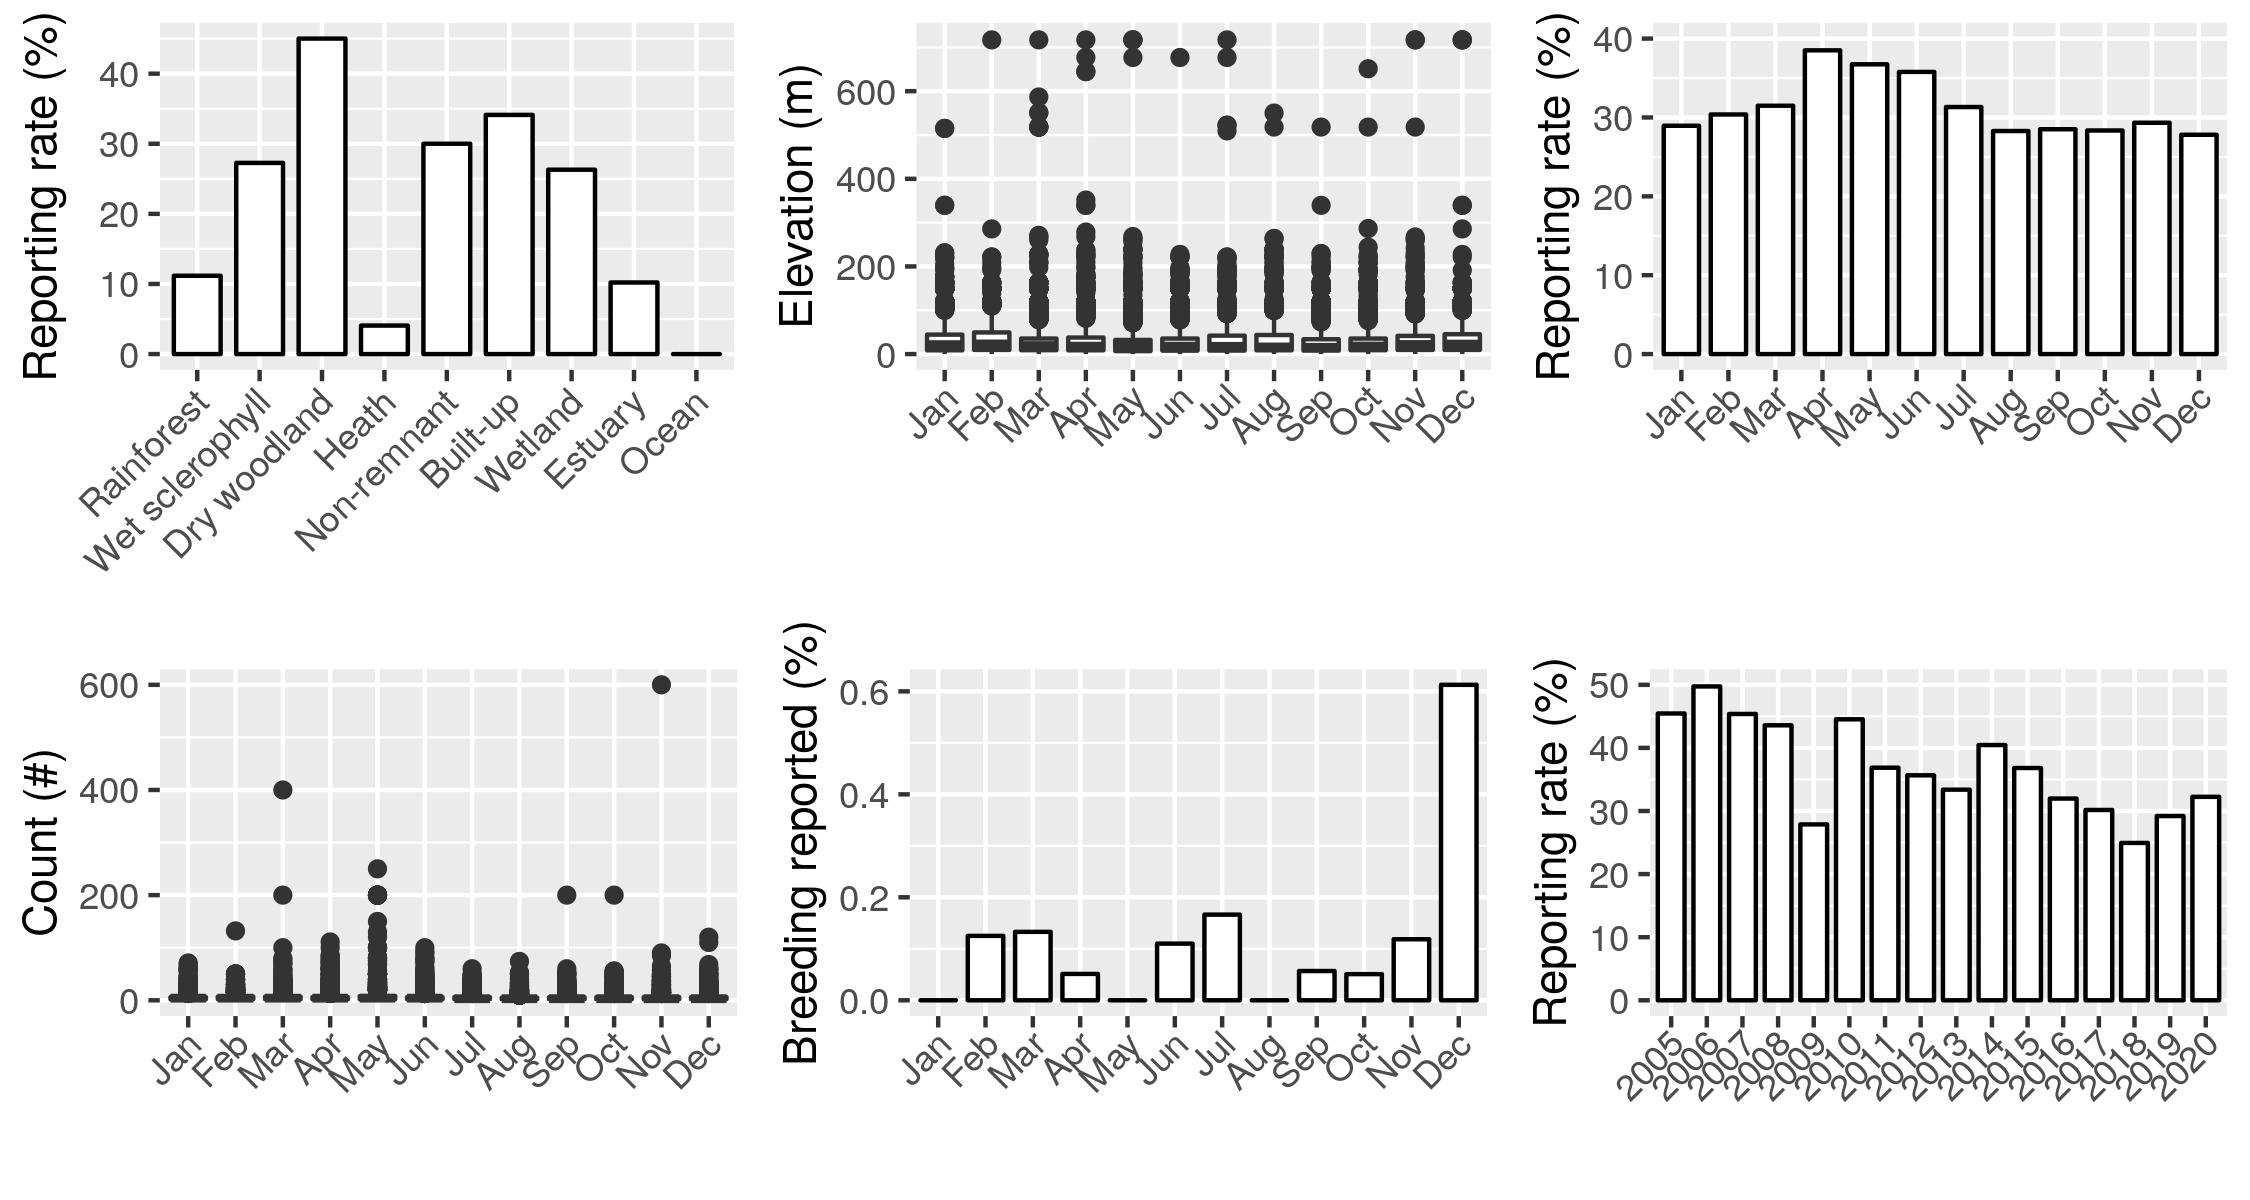 Reporting rate (%)
40
30
20
10
0
Rainforest
Wet sclerophyll
Dry woodland
Heath
Non-remnant
Built-up
Wetland
Estuary
Ocean
Elevation (m)
600
400
200
0
Jan
Feb
Mar
Apr
May
Jun
Jul
Aug
Sep
Oct
Nov
Dec
Reporting rate (%)
40
30
20
10
0
Jan
Feb
Mar
Apr
May
Jun
Jul
Aug
Sep
Oct
Nov
Dec
Count (#)
600
400
200
0
Jan
Feb
Mar
Apr
May
Jun
Jul
Aug
Sep
Oct
Nov
Dec
Breeding reported (%)
0.6
0.4
0.2
0.0
Jan
Feb
Mar
Apr
May
Jun
Jul
Aug
Sep
Oct
Nov
Dec
Reporting rate (%)
50
40
30
20
10
0
2005
2006
2007
2008
2009
2010
2011
2012
2013
2014
2015
2016
2017
2018
2019
2020